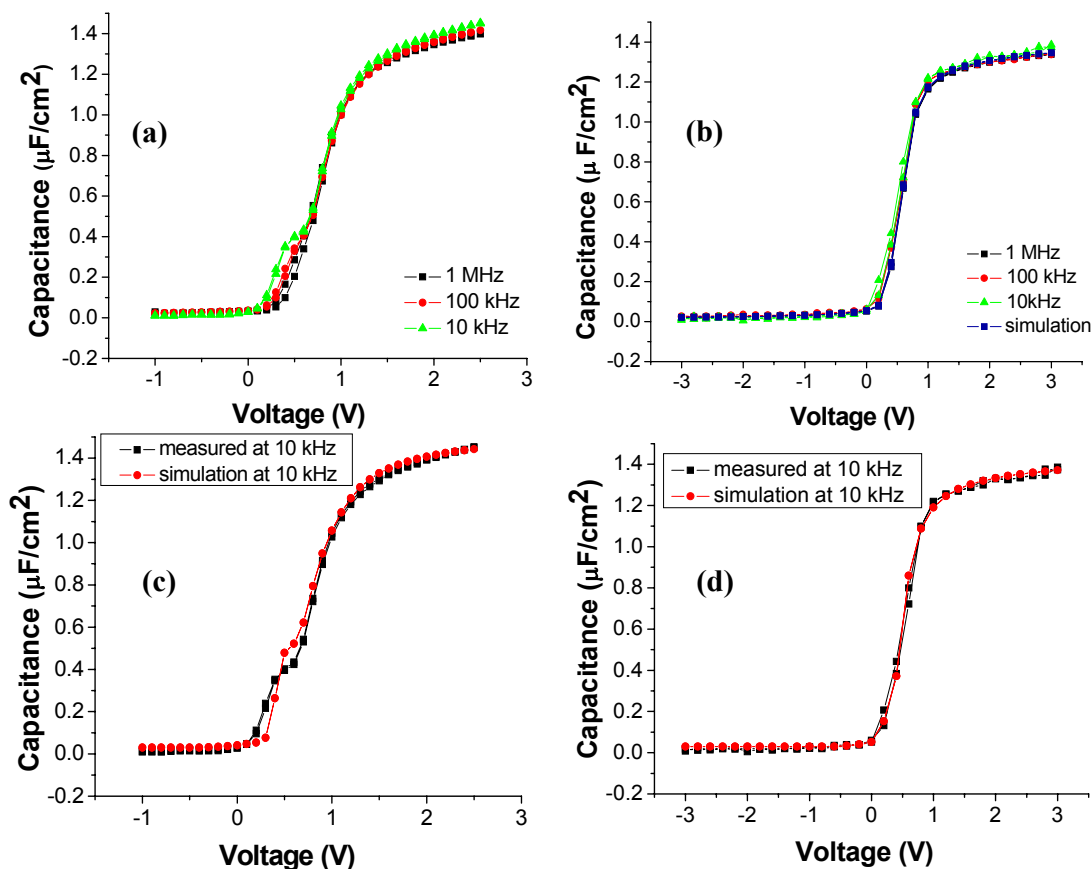 1.4
1.2
1.0
0.8
0.6
0.4
0.2
0.0
-0.2
Capacitance (μF/cm2)
(a)
1 MHz
100 kHz
10 kHz
-1 0 1 2 3
Voltage (V)
1.6
1.4
1.2
1.0
0.8
0.6
0.4
0.2
0.0
-0.2
Capacitance (μ F/cm2)
(b)
1 MHz
100 kHz
10kHz
simulation
-3 -2 -1 0 1 2 3
Voltage (V)
measured at 10 kHz
simulation at 10 kHz
1.4
1.2
1.0
0.8
0.6
0.4
0.2
0.0
-0.2
Capacitance (μF/cm2)
(c)
-1 0 1 2 3
Voltage (V)
measured at 10 kHz
simulation at 10 kHz
1.6
1.4
1.2
1.0
0.8
0.6
0.4
0.2
0.0
-0.2
Capacitance (μF/cm2)
(d)
-3 -2 -1 0 1 2 3
Voltage (V)